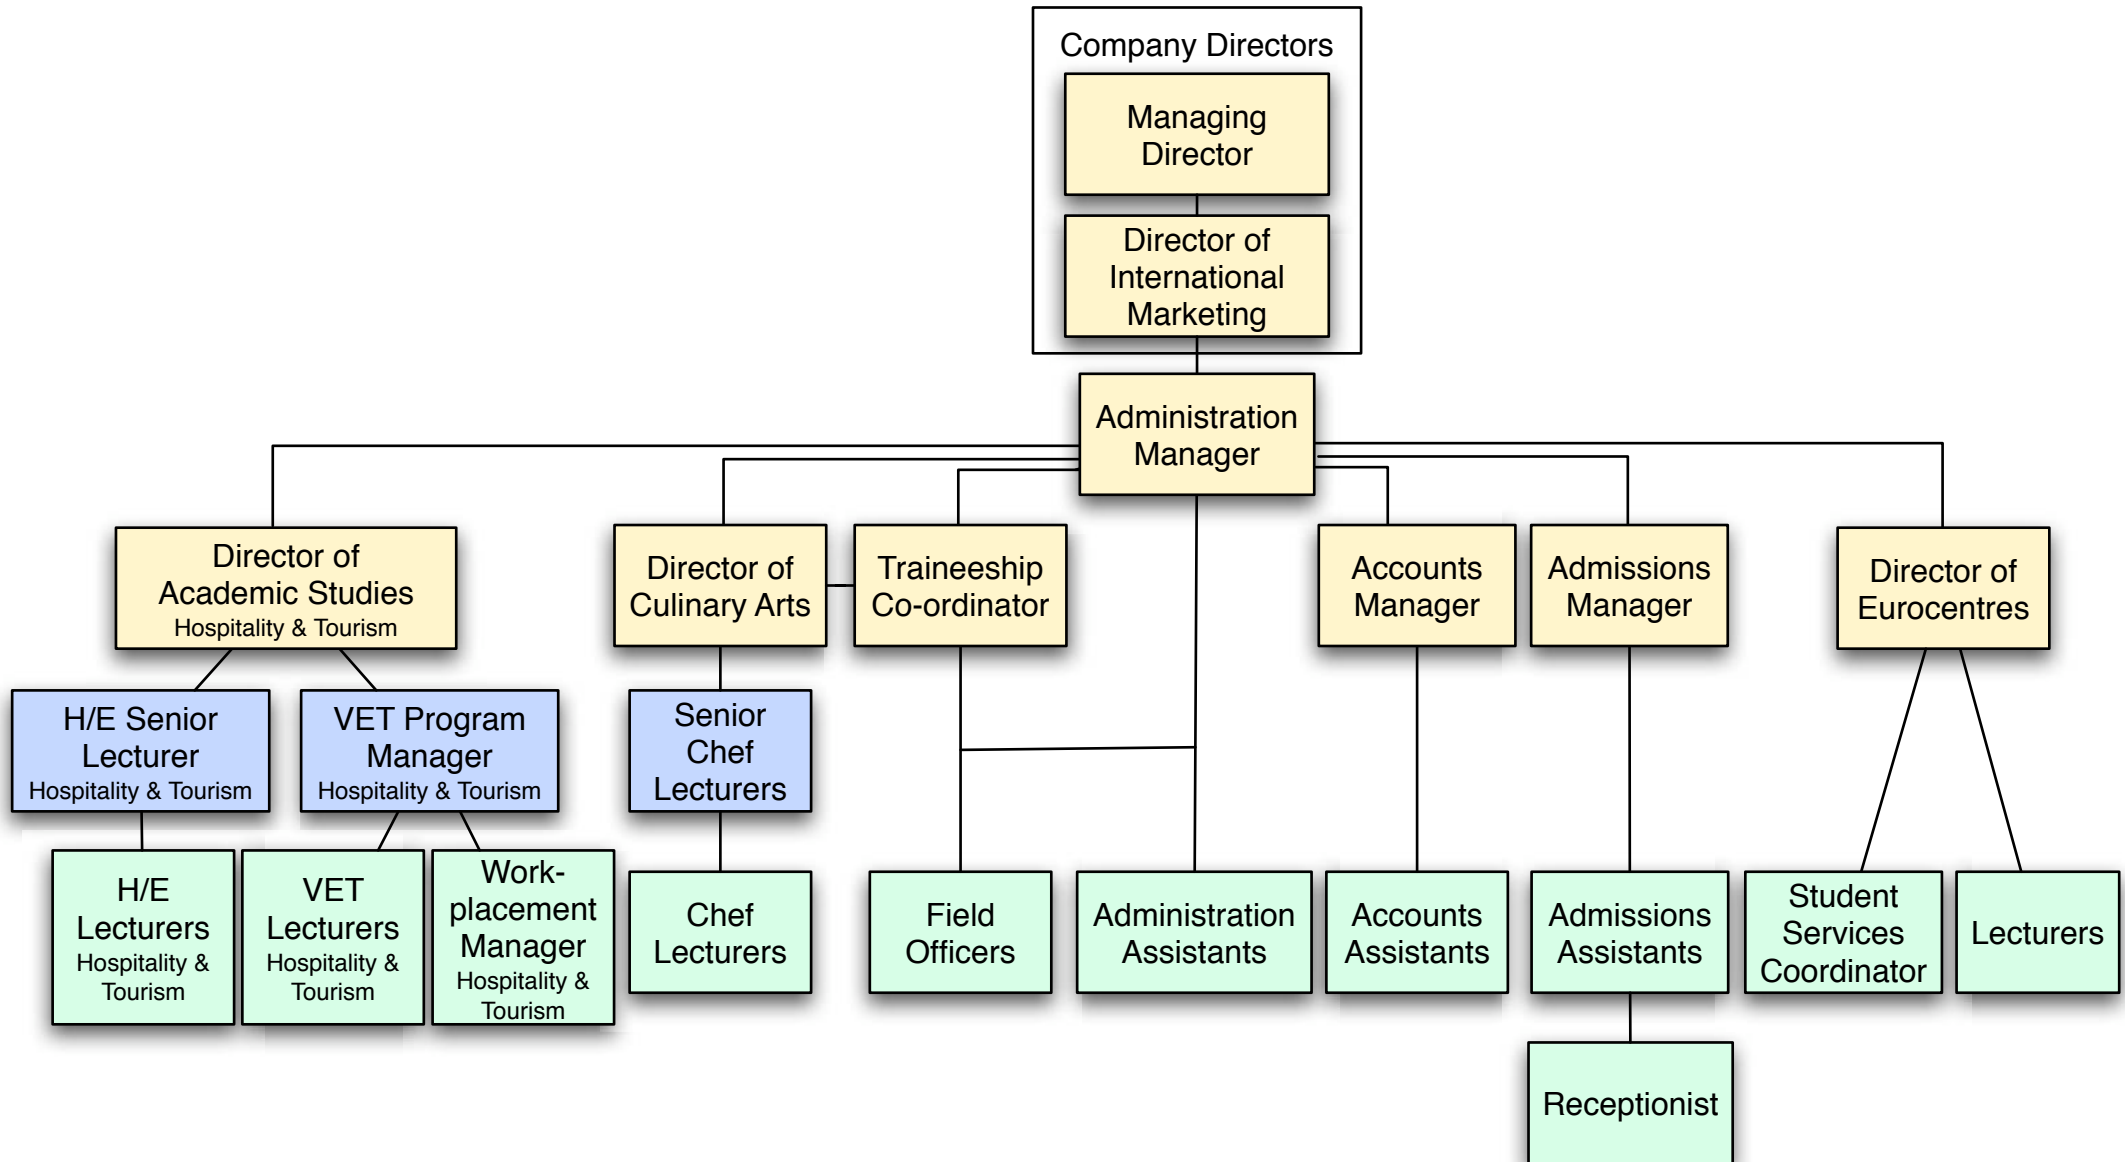 Company Directors
Managing
Director
Director of
International
Marketing
Administration
Manager
Director of
Academic Studies
Hospitality & Tourism
Director of
Culinary Arts
Traineeship
Co-ordinator
Accounts
Manager
Admissions
Manager
Director of
Eurocentres
H/E Senior
Lecturer
Hospitality & Tourism
VET Program
Manager
Hospitality & Tourism
Senior
Chef
Lecturers
H/E
Lecturers
Hospitality &
Tourism
VET
Lecturers
Hospitality &
Tourism
Work-
placement
Manager
Hospitality &
Tourism
Chef
Lecturers
Field
Officers
Administration
Assistants
Accounts
Assistants
Admissions
Assistants
Student
Services
Coordinator
Lecturers
Receptionist